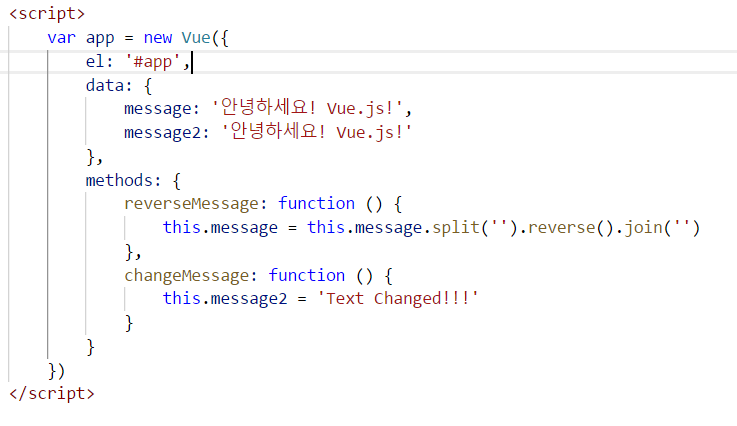 <script>
    var app = new Vue({
        el: '#app',
        data: {
            message: '안녕하세요! Vue.js!',
            message2: '안녕하세요! Vue.js!'
        },
        methods: {
            reverseMessage: function () {
                this.message = this.message.split('').reverse().join('')
            },
            changeMessage: function () {
                this.message2 = 'Text Changed!!!'
            }
        }
    })
</script>